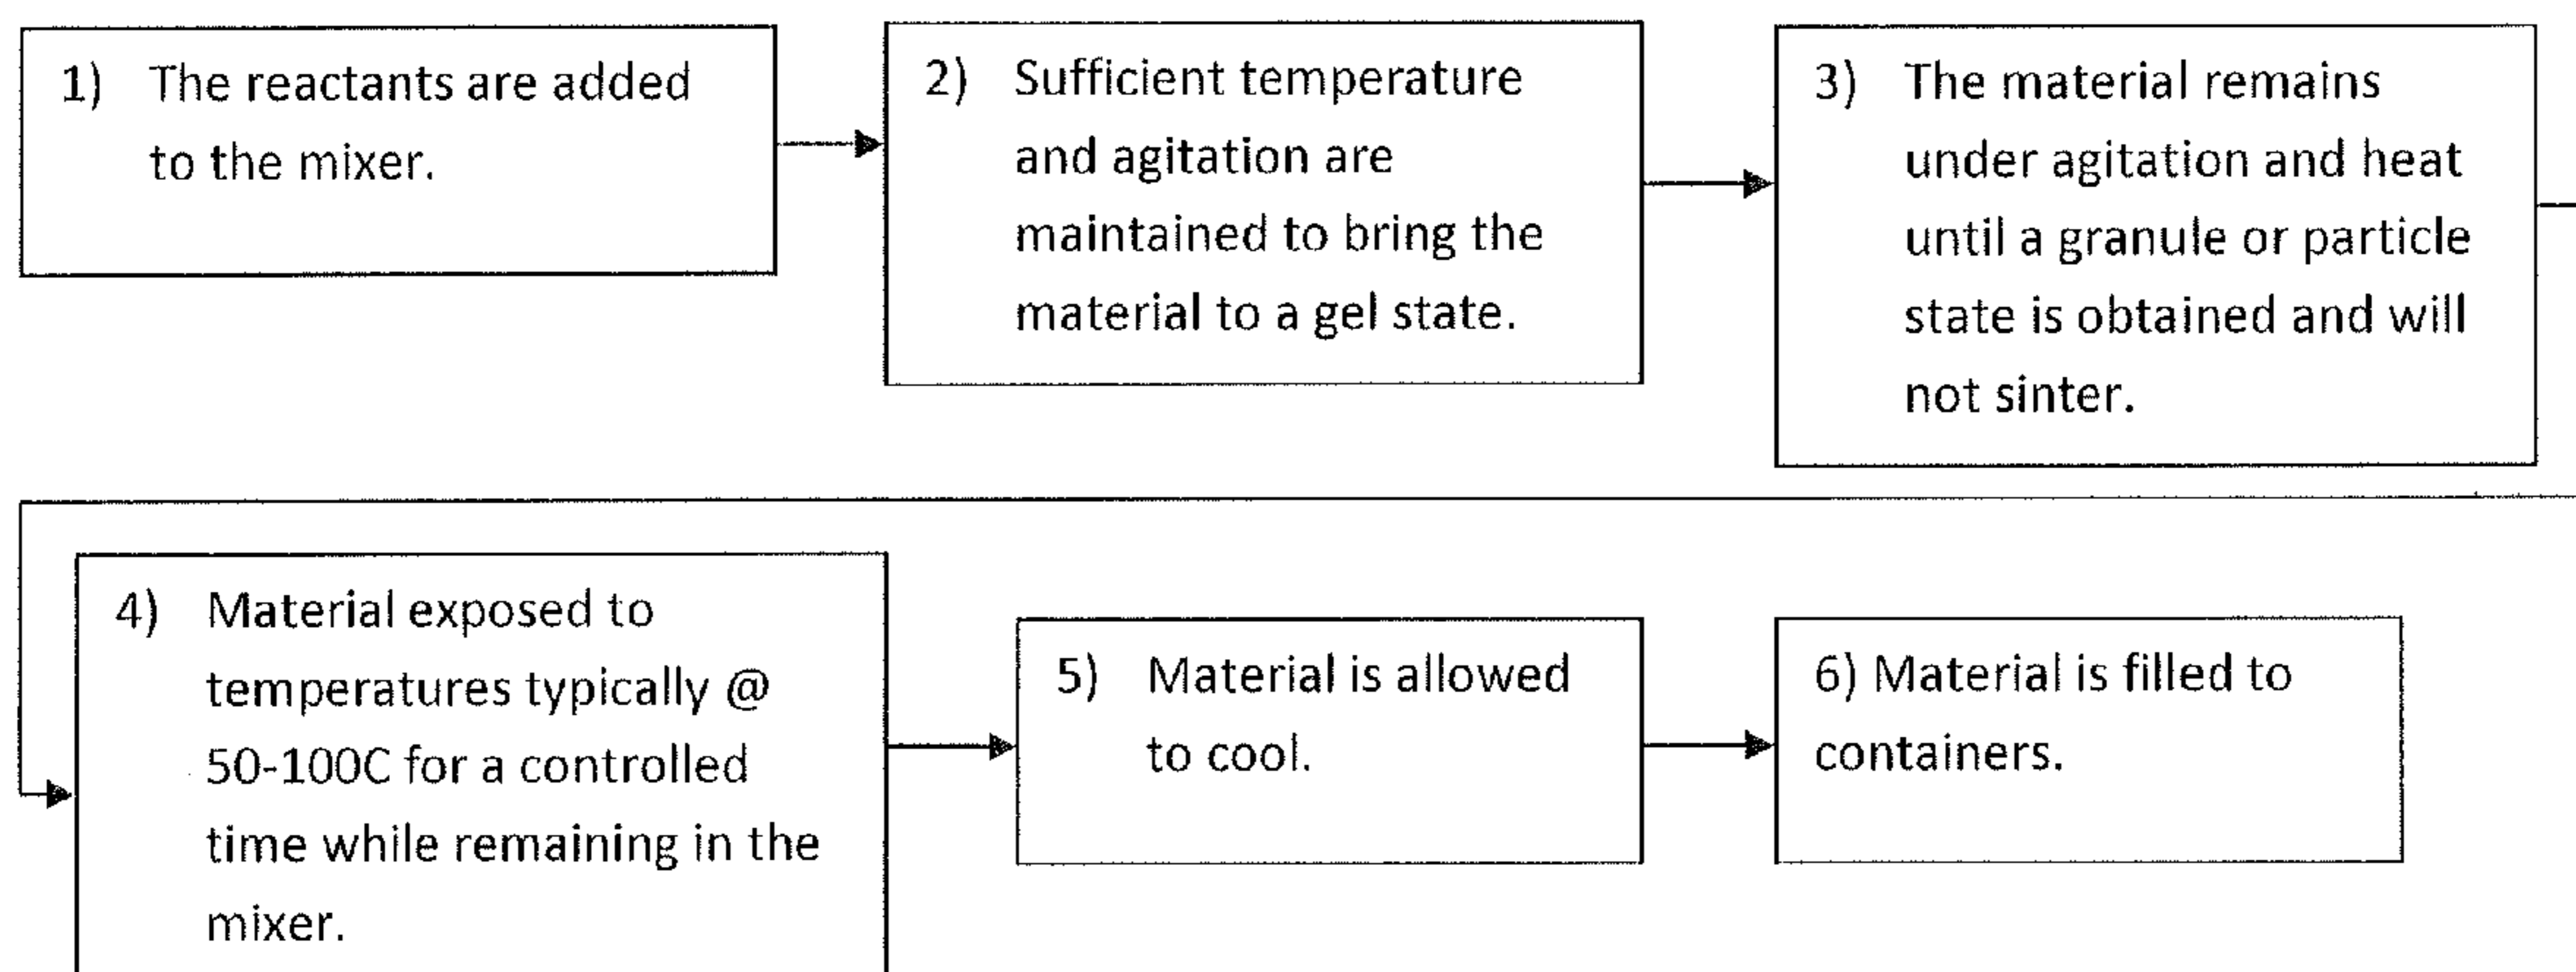 1) The reactants are added
to the mixer.
2) Sufficient temperature
and agitation are
maintained to bring the
material to a gel state.
3) The material remains
under agitation and heat
until a granule or particle
state is obtained and will
not sinter.
4) Material exposed to
temperatures typically @
50-100C for a controlled
time while remaining in the
mixer.
5) Material is allowed
to cool.
6) Material is filled to
containers.